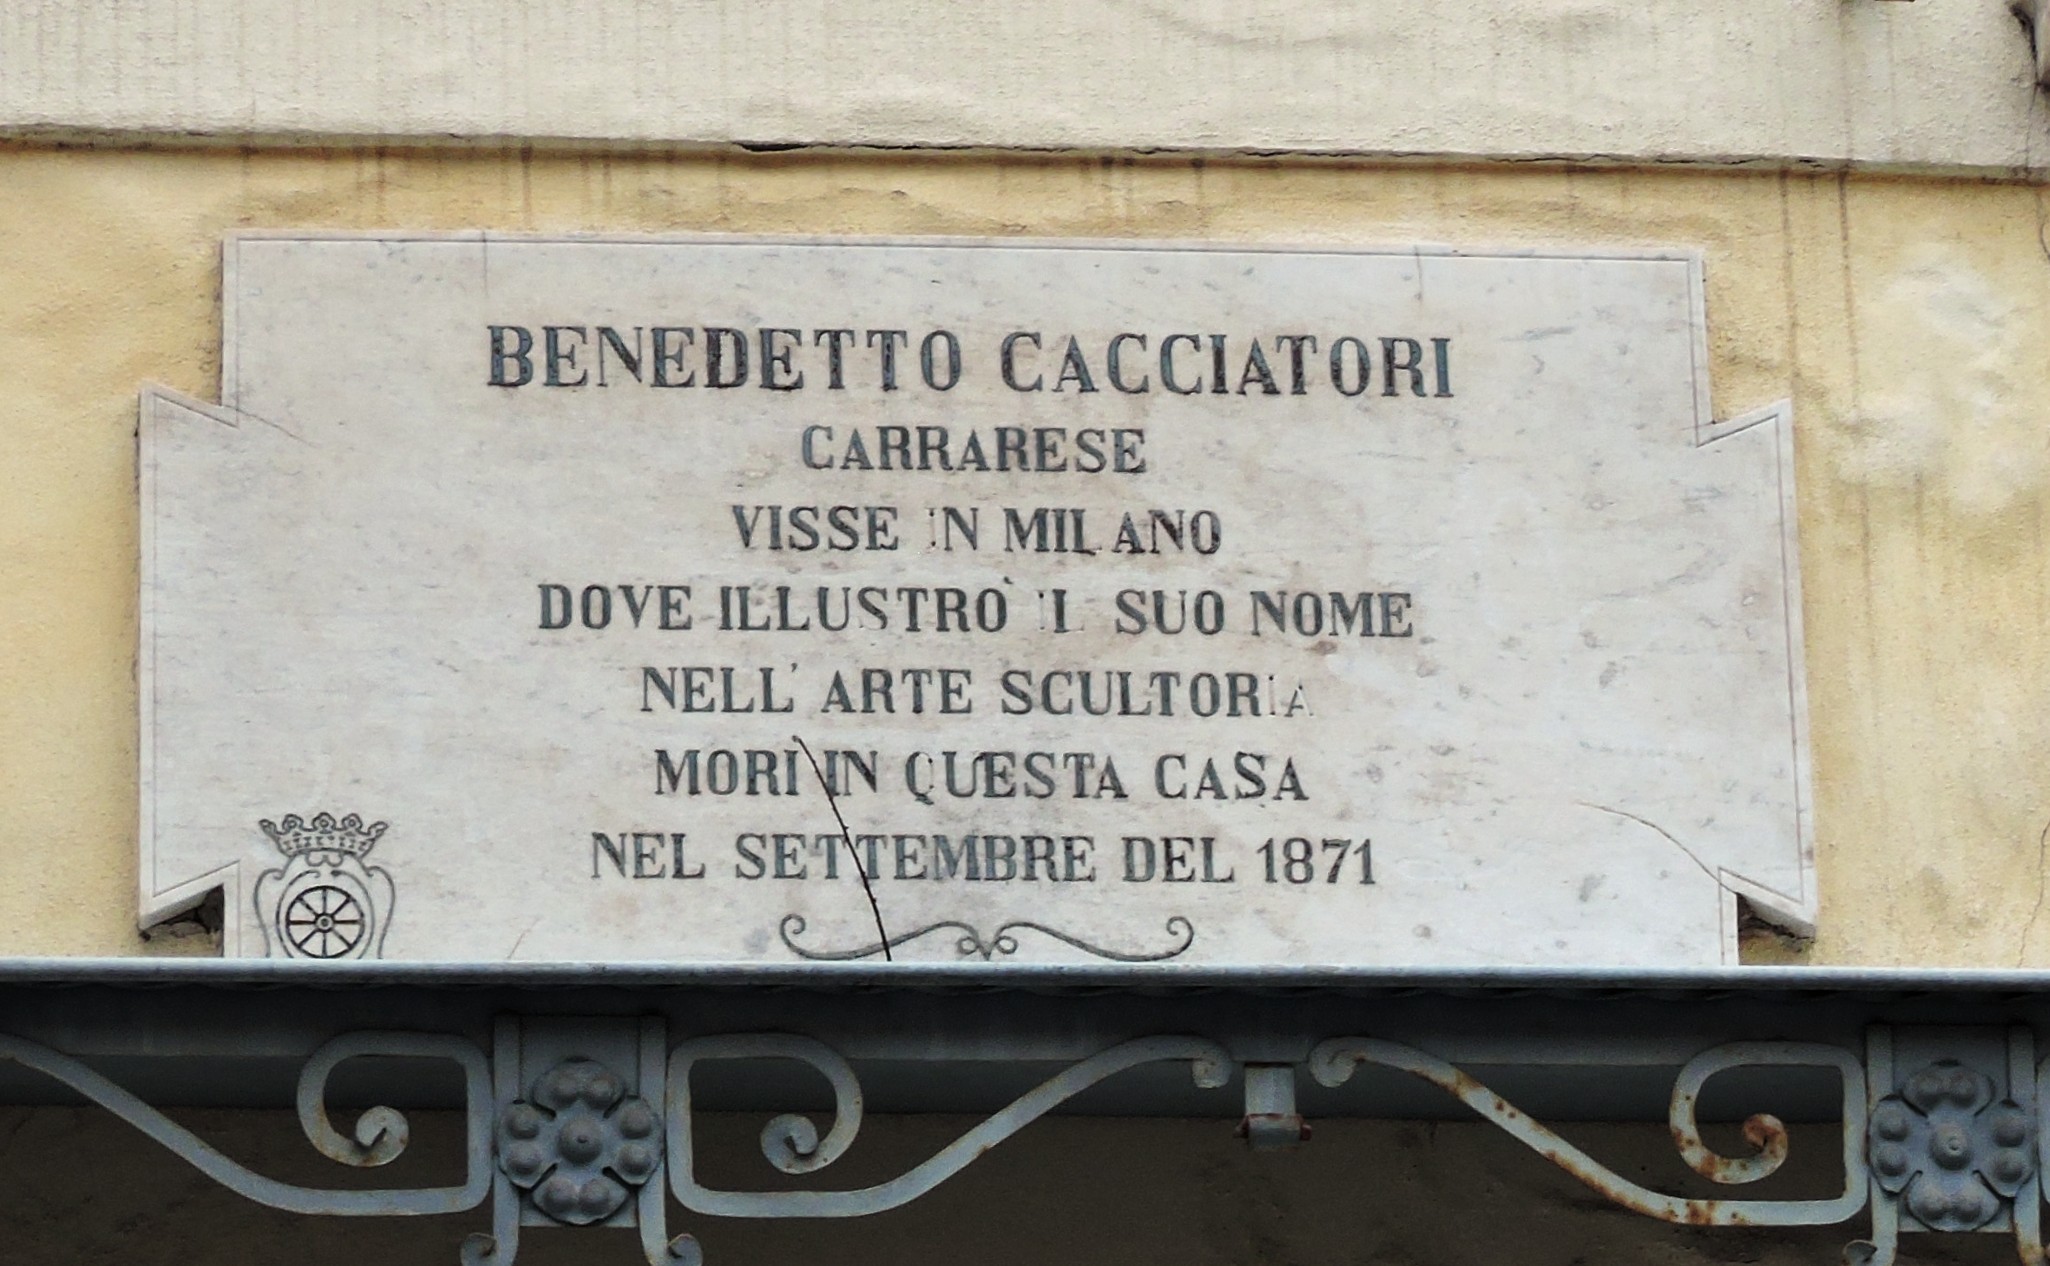 BENEDETTO CACCIATORI
CARRARESE
VISSE IN MILANO
DOVE ILLUSTRÒ IL SUO NOME
NELL' ARTE SCULTORIA
MORI IN QUESTA CASA
NEL SETTEMBRE DEL 1871